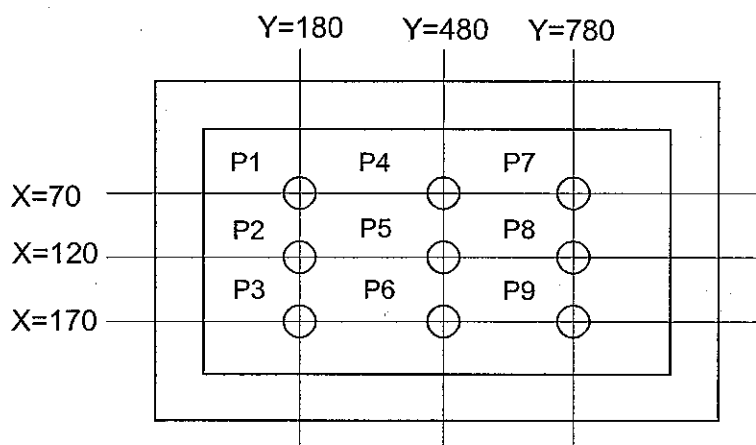 Y=180 Y=480 Y=780
P1 P4 P7
X=70
P2 P5 P8
X=120
P3 P6 P9
X=170